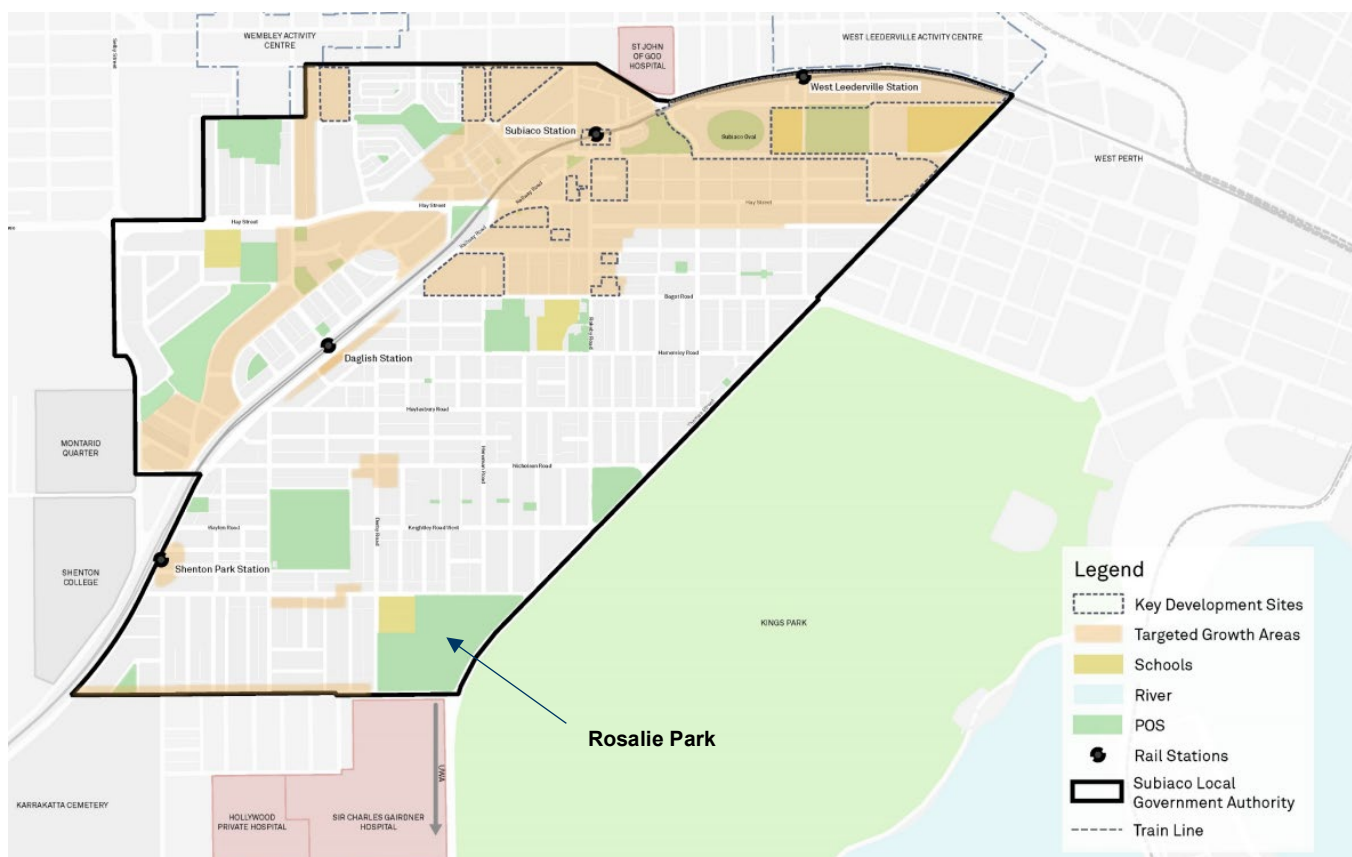 WEMBLEY ACTIVITY
CENTRE
ST JOHN
OF GOD
HOSPITAL
WEST LEEDERVILLE ACTIVITY CENTRE
West Leederville Station
Subiaco Station
Subiaco Oval
WEST PERTH
Railway Road
Hay Street
Hay Street
Hay Street
Railway Road
Bagot Road
Rokeby Road
Daglish Station
Hamersley Road
Heytesbury Road
Thomas Street
MONTARIO
QUARTER
Nicholson Road
Derby Road
Keightley Road West
SHENTON
COLLEGE
Shenton Park Station
KINGS PARK
Rosalie Park
UWA
KARRAKATTA CEMETERY
HOLLYWOOD
PRIVATE HOSPITAL
SIR CHARLES GAIRDNER
HOSPITAL
Legend
Key Development Sites
Targeted Growth Areas
Schools
River
POS
Rail Stations
Subiaco Local
Government Authority
Train Line